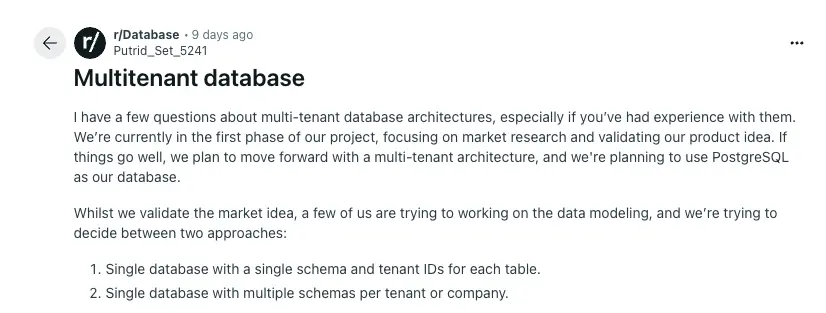 r/Database • 9 days ago
Putrid_Set_5241
Multitenant database
I have a few questions about multi-tenant database architectures, especially if you’ve had experience with them.
We’re currently in the first phase of our project, focusing on market research and validating our product idea. If
things go well, we plan to move forward with a multi-tenant architecture, and we're planning to use PostgreSQL
as our database.
Whilst we validate the market idea, a few of us are trying to working on the data modeling, and we’re trying to
decide between two approaches:
1. Single database with a single schema and tenant IDs for each table.
2. Single database with multiple schemas per tenant or company.